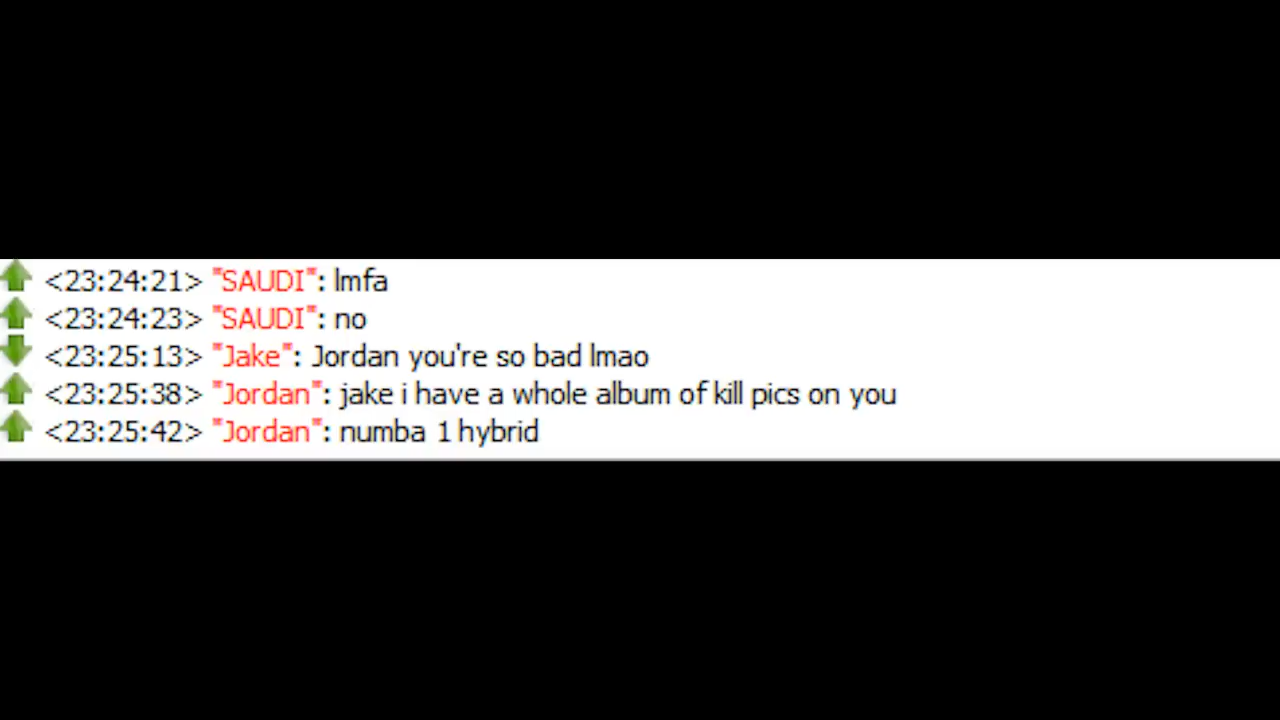 <23:24:21> "SAUDI": lmfa
<23:24:23> "SAUDI": no
<23:25:13> "Jake": Jordan you're so bad lmao
<23:25:38> "Jordan": jake i have a whole album of kill pics on you
<23:25:42> "Jordan": numba 1 hybrid